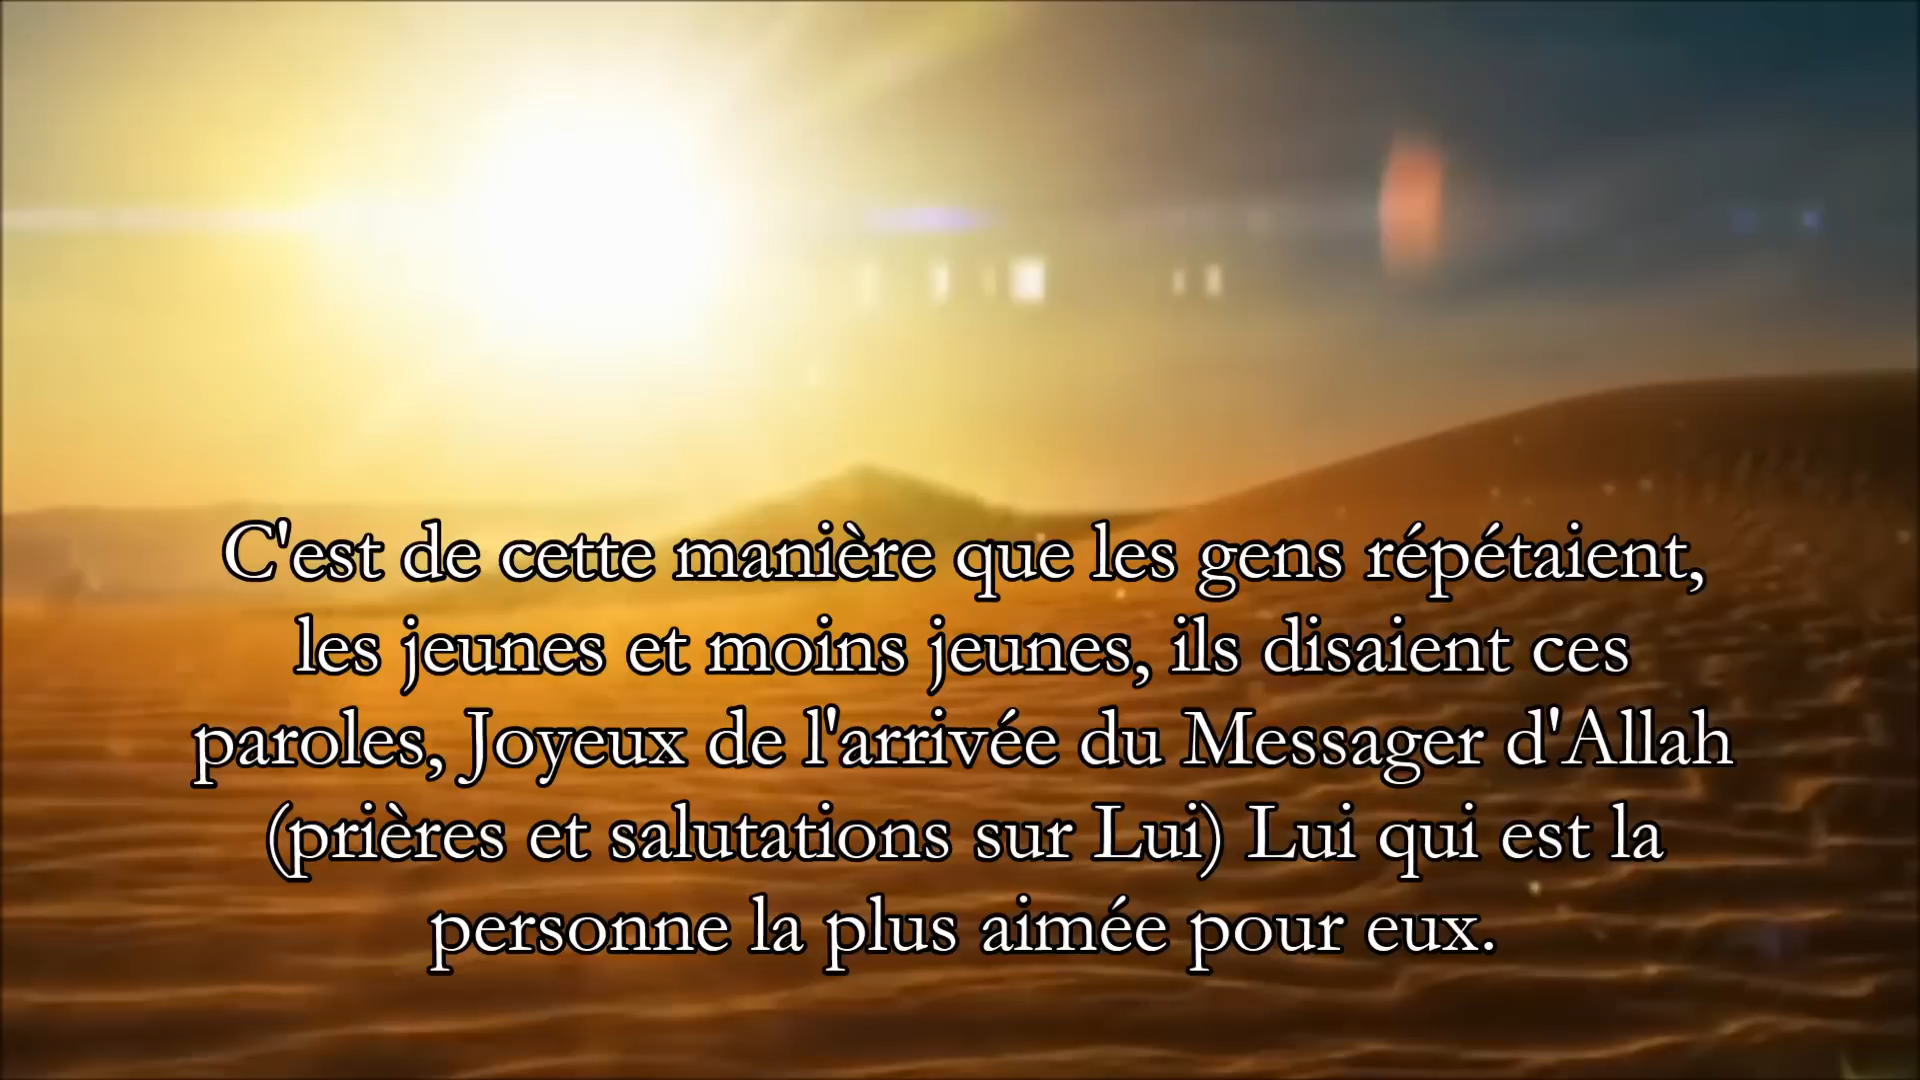 C'est de cette manière que les gens répétaient,
les jeunes et moins jeunes, ils disaient ces
paroles, Joyeux de l'arrivée du Messager d'Allah
(prières et salutations sur Lui) Lui qui est la
personne la plus aimée pour eux.